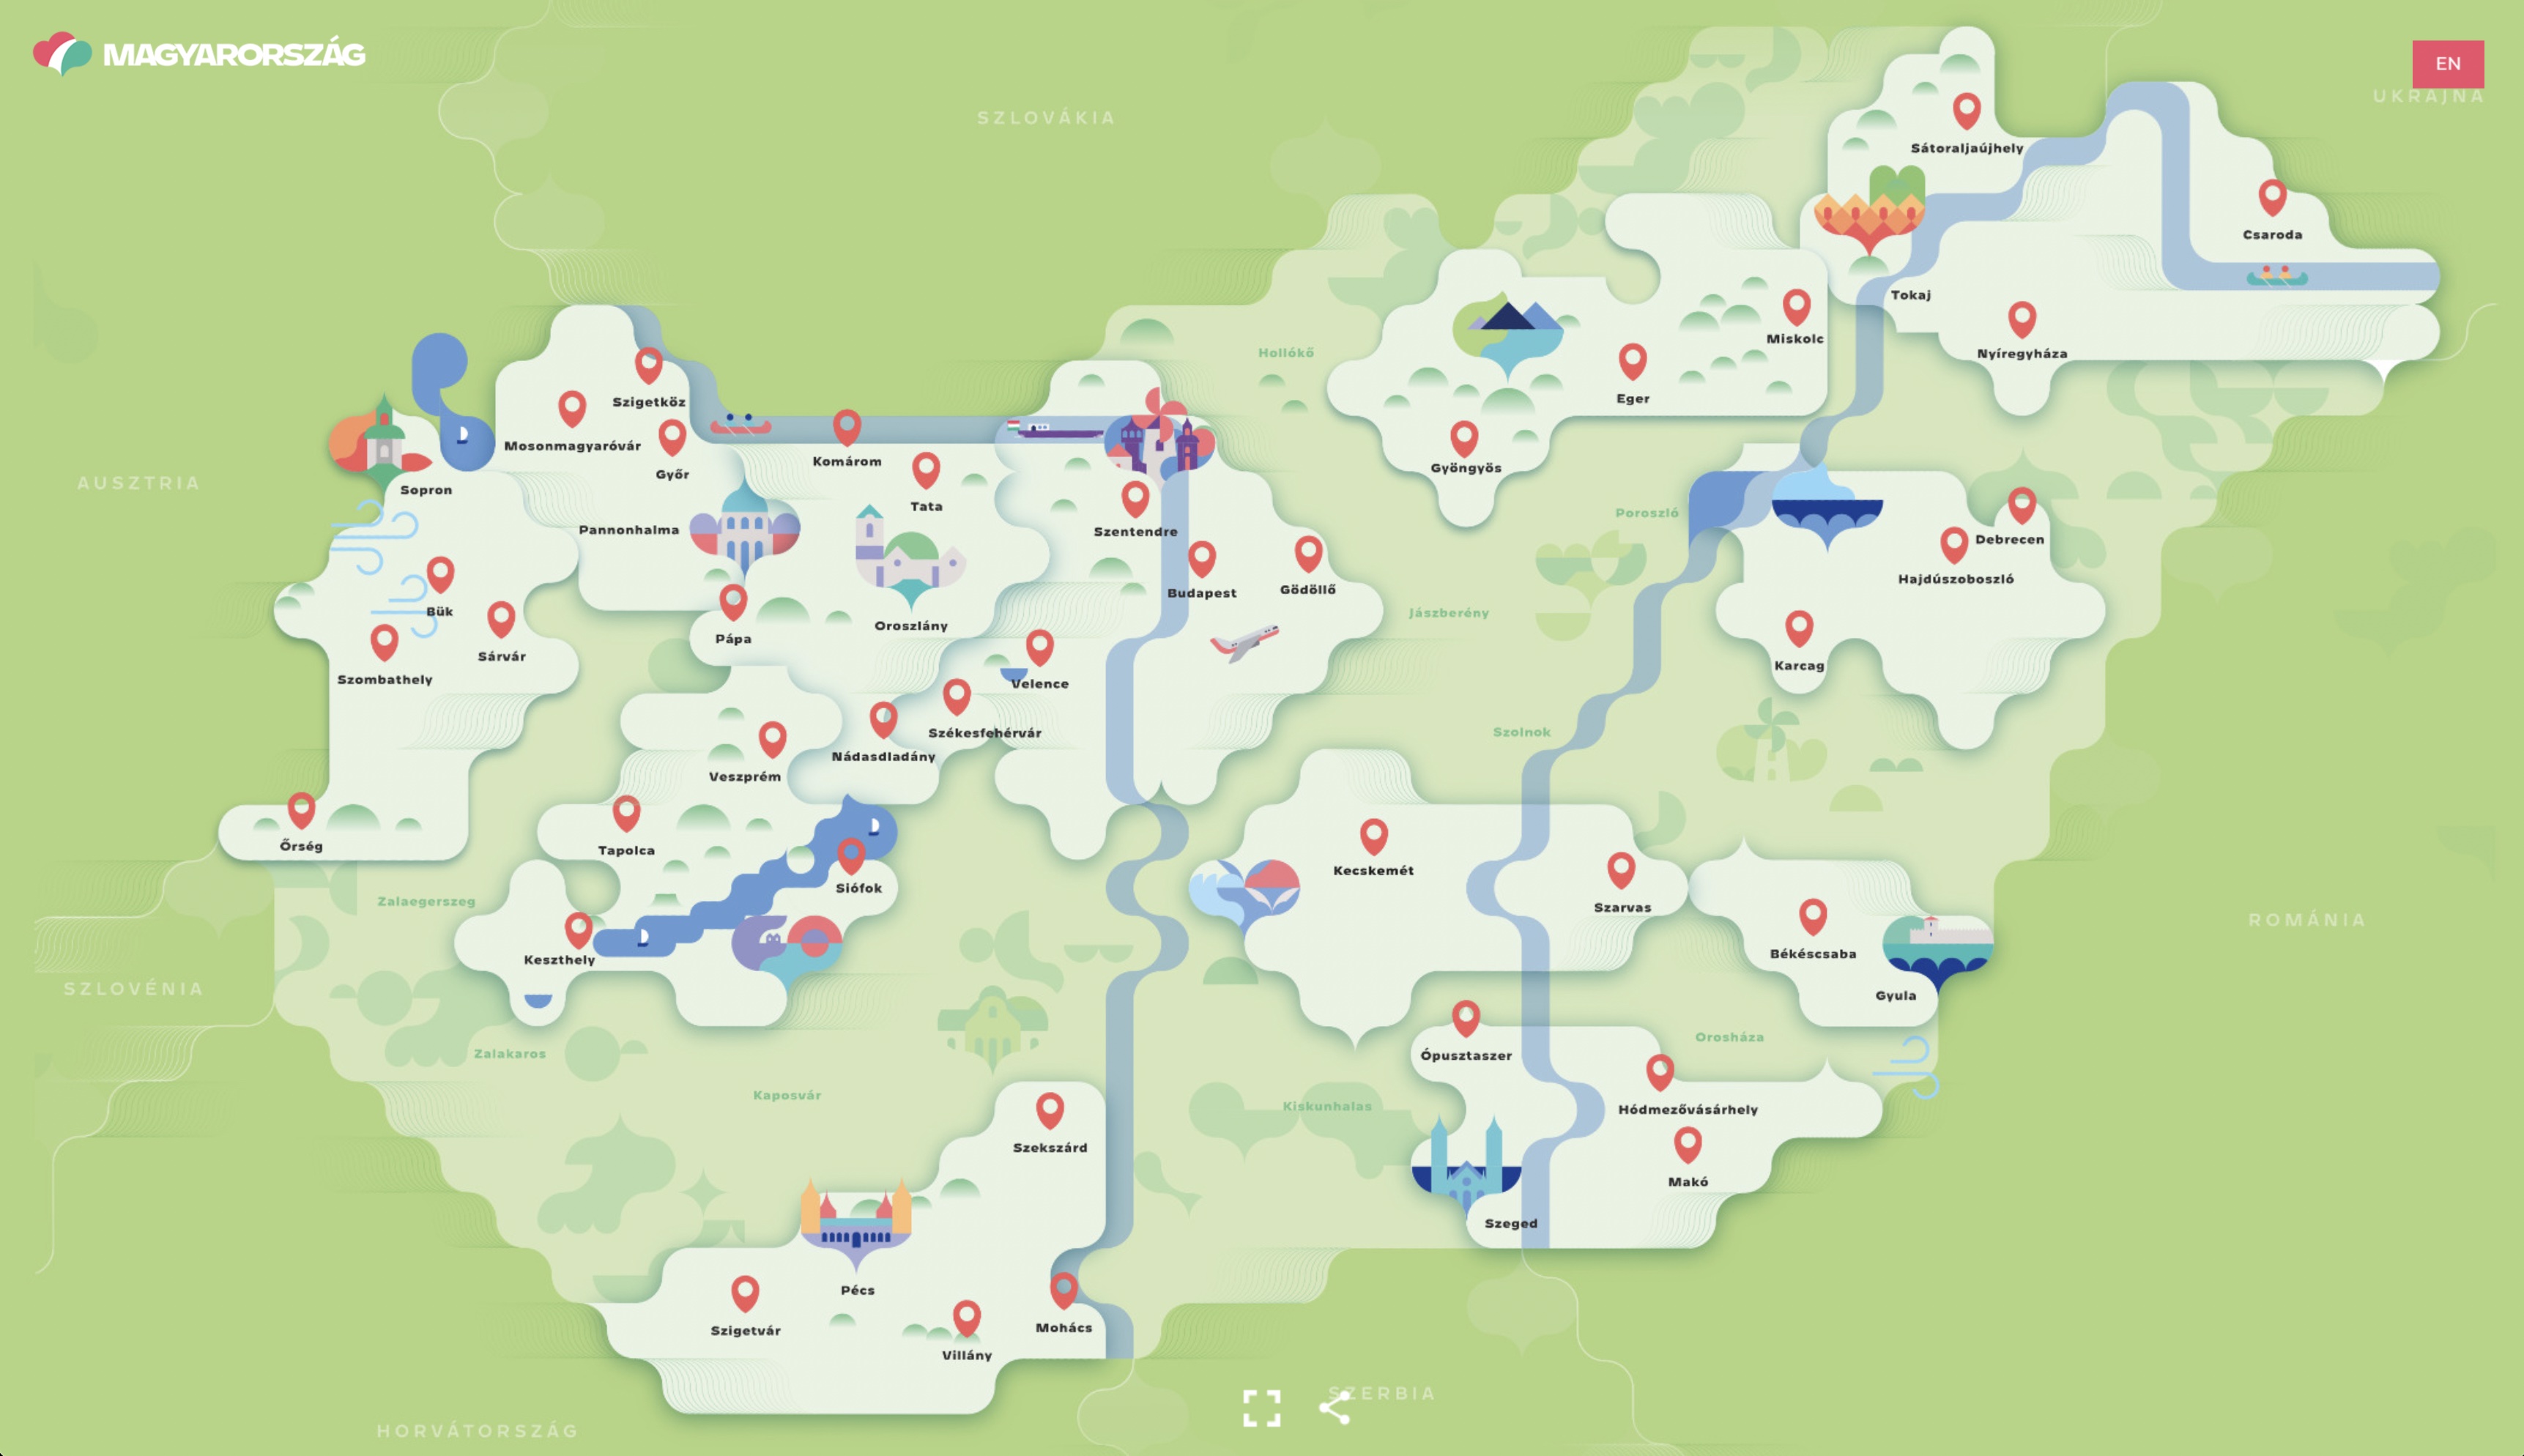 MAGYARORSZÁG
EN
UKRAJNA
SZLOVÁKIA
Sátoraljaújhely
Csaroda
Tokaj
Miskolc
Nyíregyháza
Hollókő
Eger
Szigetköz
Mosonmagyaróvár
Győr
Komárom
Gyöngyös
AUSZTRIA
Sopron
Tata
Poroszló
Pannonhalma
Szentendre
Debrecen
Hajdúszoboszló
Budapest
Gödöllő
Bük
Jászberény
Oroszlány
Pápa
Sárvár
Karcag
Szombathely
Velence
Székesfehérvár
Szolnok
Nádasdladány
Veszprém
Őrség
Tapolca
Kecskemét
Siófok
Zalaegerszeg
Szarvas
ROMÁNIA
Békéscsaba
Keszthely
SZLOVÉNIA
Gyula
Orosháza
Zalakaros
Ópusztaszer
Kaposvár
Kiskunhalas
Hódmezővásárhely
Szekszárd
Makó
Szeged
Pécs
Mohács
Szigetvár
Villány
SZERBIA
HORVÁTORSZÁG